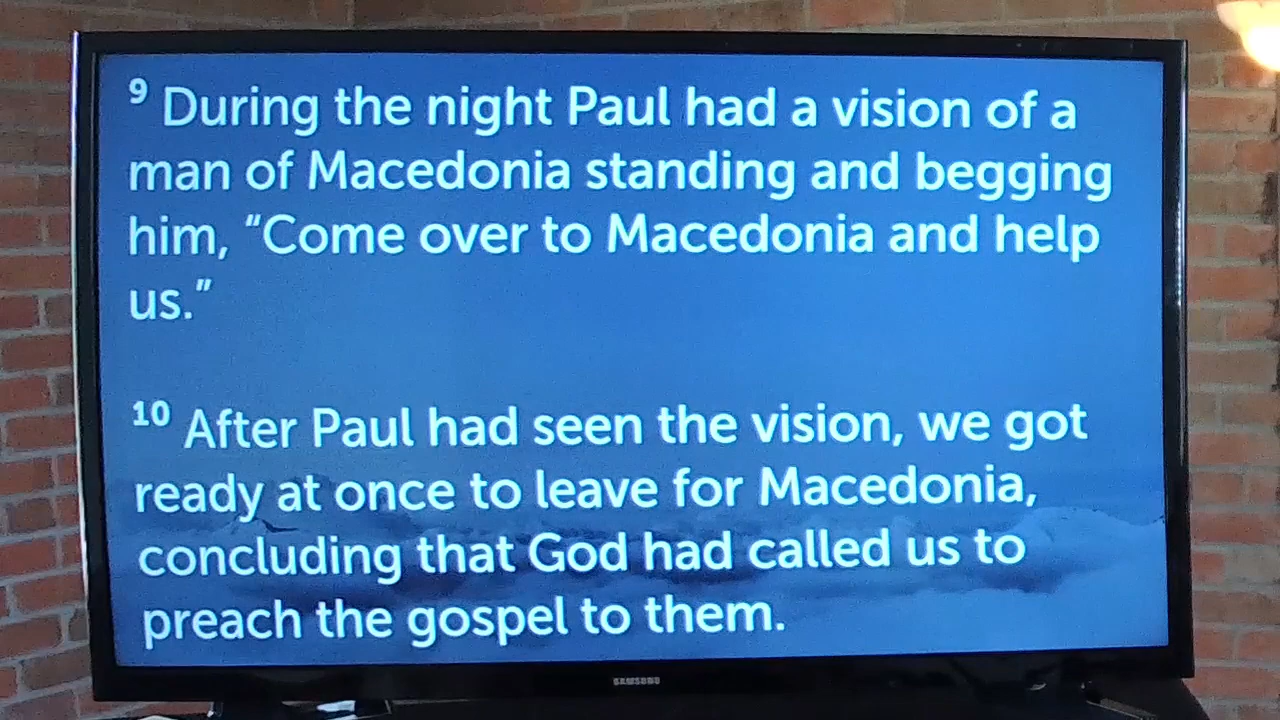 9 During the night Paul had a vision of a
man of Macedonia standing and begging
him, “Come over to Macedonia and help
us.”
10 After Paul had seen the vision, we got
ready at once to leave for Macedonia,
concluding that God had called us to
preach the gospel to them.
SAMSUNG